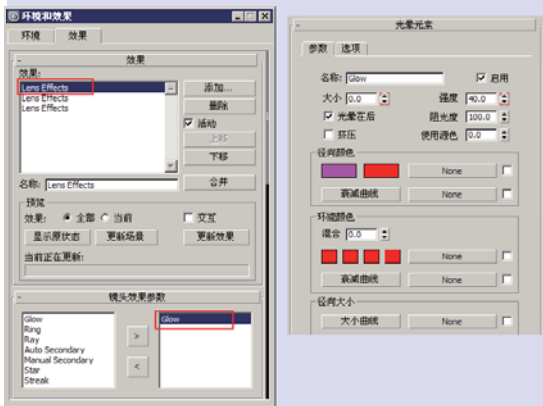 环境和效果
环境 效果
- 效果
效果:
Lens Effects
Lens Effects
Lens Effects
添加...
删除
活动
上移
下移
名称: Lens Effects
合并
预览
效果: 全部 当前 交互
显示原状态 更新场景 更新效果
当前正在更新:
- 镜头效果参数
Glow
Ring
Ray
Auto Secondary
Manual Secondary
Star
Streak
>
<
Glow
- 光晕元素
参数 选项
名称: Glow 启用
大小 0.0 强度 40.0
光晕在后 阻光度 100.0
挤压 使用源色 0.0
径向颜色
None
衰减曲线 None
环绕颜色
混合 0.0
None
衰减曲线 None
径向大小
大小曲线 None